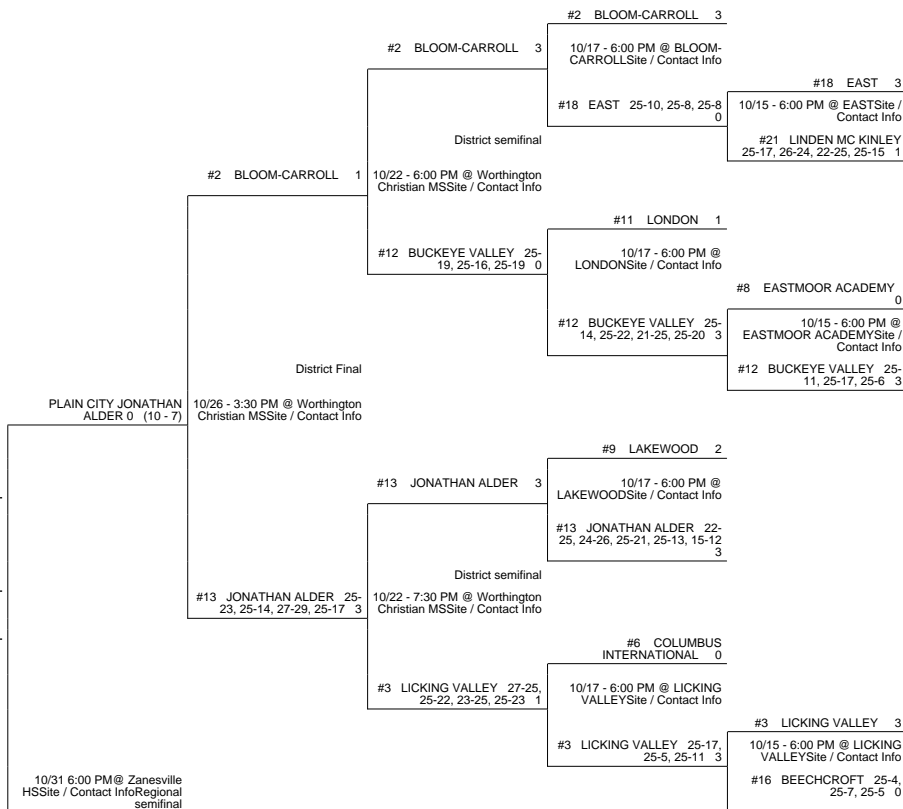 #2 BLOOM-CARROLL 3
#2 BLOOM-CARROLL 3
10/17 - 6:00 PM @ BLOOM-
CARROLLSite / Contact Info
#18 EAST 3
#18 EAST 25-10, 25-8, 25-8
0
10/15 - 6:00 PM @ EASTSite /
Contact Info
District semifinal
#21 LINDEN MC KINLEY
25-17, 26-24, 22-25, 25-15 1
#2 BLOOM-CARROLL 1
10/22 - 6:00 PM @ Worthington
Christian MSSite / Contact Info
#11 LONDON 1
#12 BUCKEYE VALLEY 25-
19, 25-16, 25-19 0
10/17 - 6:00 PM @
LONDONSite / Contact Info
#8 EASTMOOR ACADEMY
0
#12 BUCKEYE VALLEY 25-
14, 25-22, 21-25, 25-20 3
10/15 - 6:00 PM @
EASTMOOR ACADEMYSite /
Contact Info
District Final
#12 BUCKEYE VALLEY 25-
11, 25-17, 25-6 3
PLAIN CITY JONATHAN
ALDER 0 (10 - 7)
10/26 - 3:30 PM @ Worthington
Christian MSSite / Contact Info
#9 LAKEWOOD 2
#13 JONATHAN ALDER 3
10/17 - 6:00 PM @
LAKEWOODSite / Contact Info
#13 JONATHAN ALDER 22-
25, 24-26, 25-21, 25-13, 15-12
3
District semifinal
#13 JONATHAN ALDER 25-
23, 25-14, 27-29, 25-17 3
10/22 - 7:30 PM @ Worthington
Christian MSSite / Contact Info
#6 COLUMBUS
INTERNATIONAL 0
#3 LICKING VALLEY 27-25,
25-22, 23-25, 25-23 1
10/17 - 6:00 PM @ LICKING
VALLEYSite / Contact Info
#3 LICKING VALLEY 3
#3 LICKING VALLEY 25-17,
25-5, 25-11 3
10/15 - 6:00 PM @ LICKING
VALLEYSite / Contact Info
#16 BEECHCROFT 25-4,
25-7, 25-5 0
10/31 6:00 PM@ Zanesville
HSSite / Contact InfoRegional
semifinal